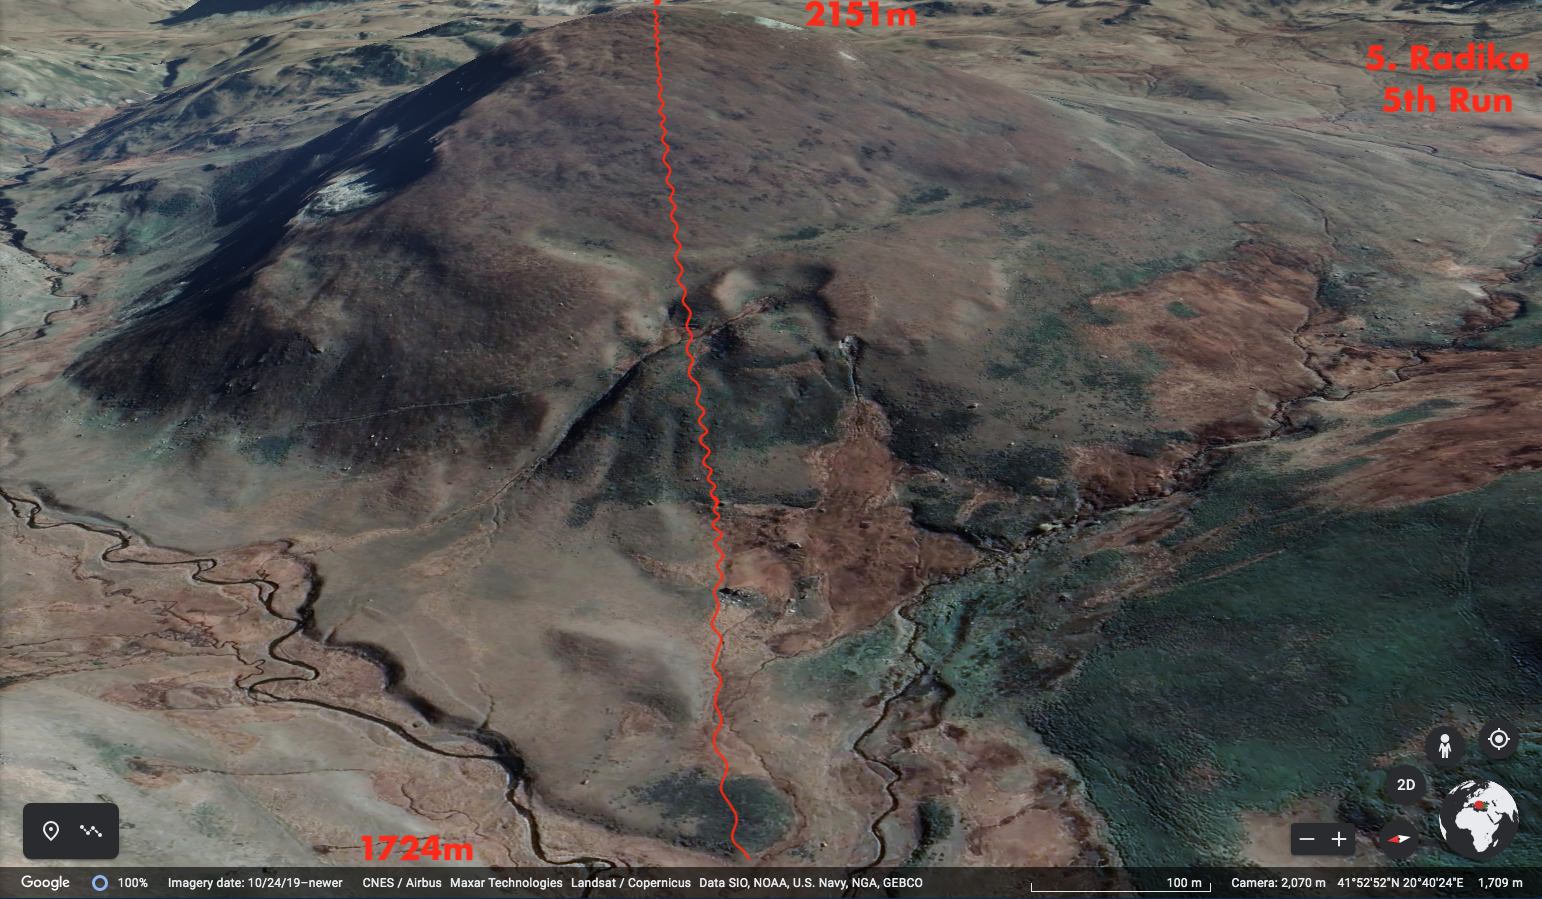 2151m
5. Radika
5th Run
2D
1724m
Google 100% Imagery date: 10/24/19–newer CNES / Airbus Maxar Technologies Landsat / Copernicus Data SIO, NOAA, U.S. Navy, NGA, GEBCO 100 m Camera: 2,070 m 41°52'52"N 20°40'24"E 1,709 m